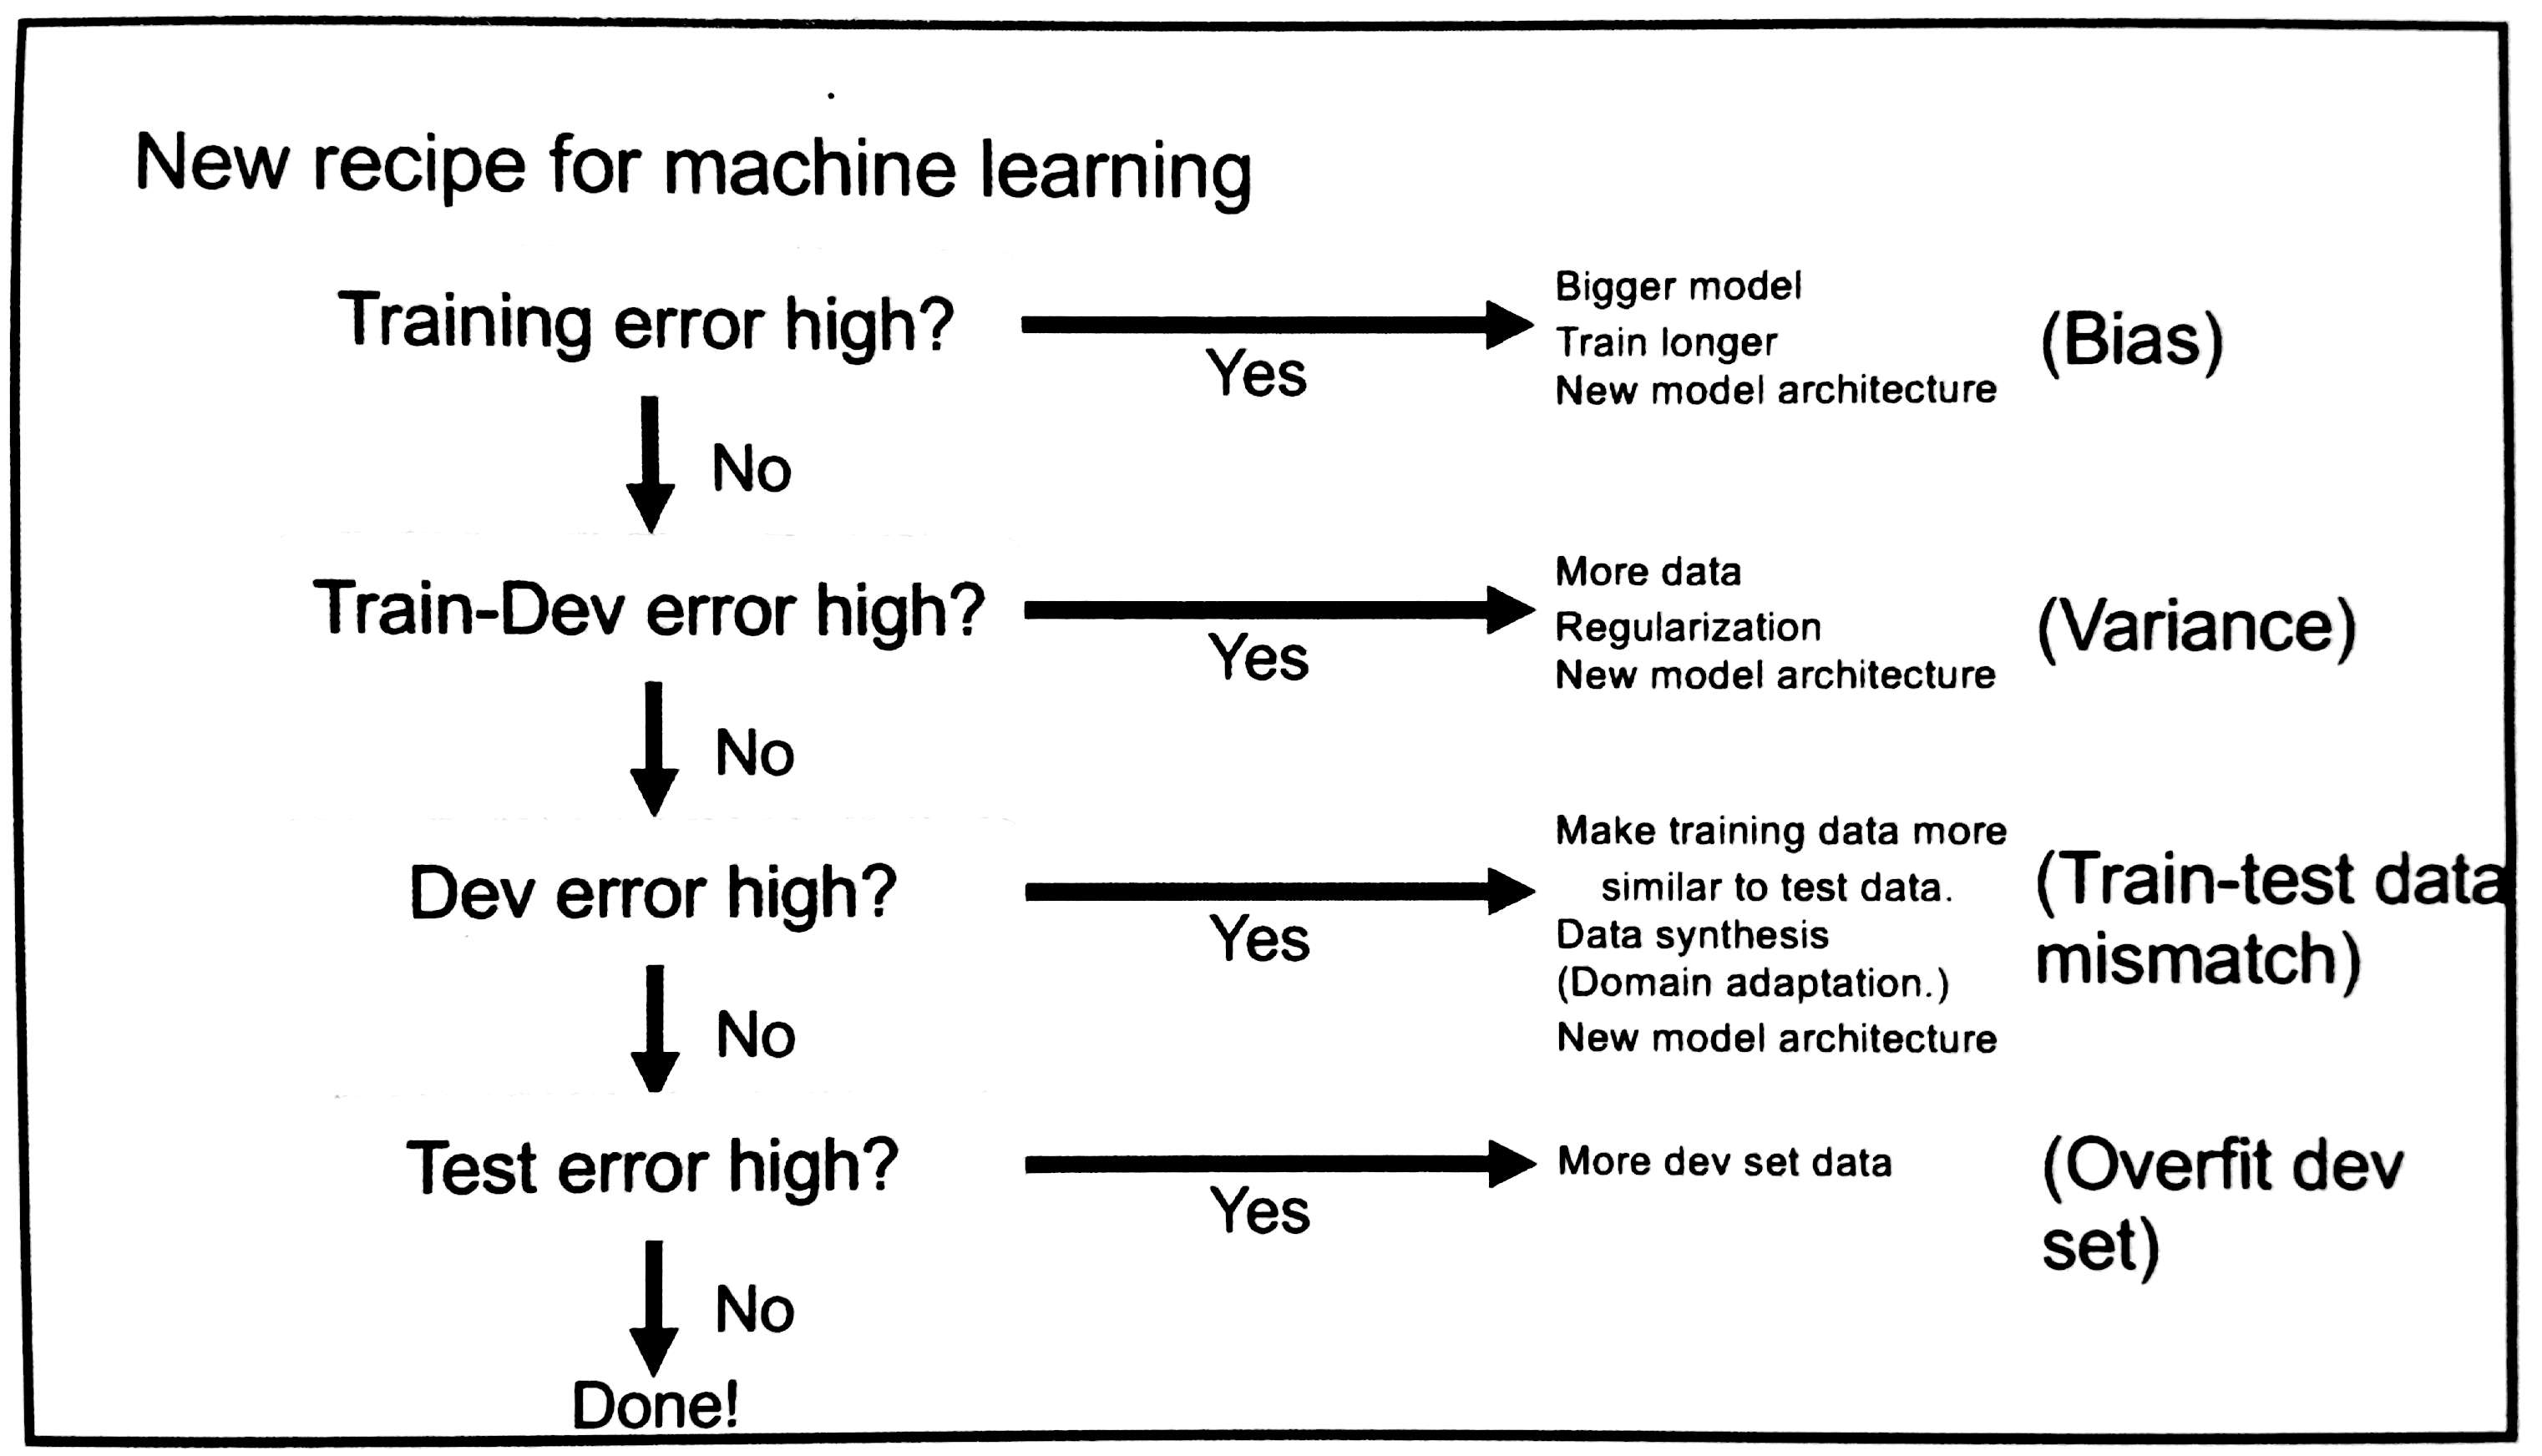 New recipe for machine learning
Training error high?
Yes
Bigger model
Train longer
New model architecture
(Bias)
No
Train-Dev error high?
Yes
More data
Regularization
New model architecture
(Variance)
No
Dev error high?
Yes
Make training data more
similar to test data.
Data synthesis
(Domain adaptation.)
New model architecture
(Train-test data
mismatch)
No
Test error high?
Yes
More dev set data
(Overfit dev
set)
No
Done!